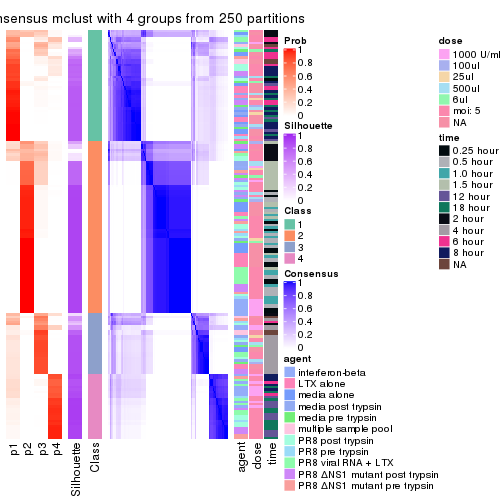 nsensus mclust with 4 groups from 250 partitions
Prob
1
0.8
0.6
0.4
0.2
0
Silhouette
1
0.8
0.6
0.4
0.2
0
Class
1
2
3
4
Consensus
1
0.8
0.6
0.4
0.2
0
agent
interferon-beta
LTX alone
media alone
media post trypsin
media pre trypsin
multiple sample pool
PR8 post trypsin
PR8 pre trypsin
PR8 viral RNA + LTX
PR8 ΔNS1 mutant post trypsin
PR8 ΔNS1 mutant pre trypsin
dose
1000 U/ml
100ul
25ul
500ul
6ul
moi: 5
NA
time
0.25 hour
0.5 hour
1.0 hour
1.5 hour
12 hour
18 hour
2 hour
4 hour
6 hour
8 hour
NA
p1
p2
p3
p4
Silhouette
Class
agent
dose
time